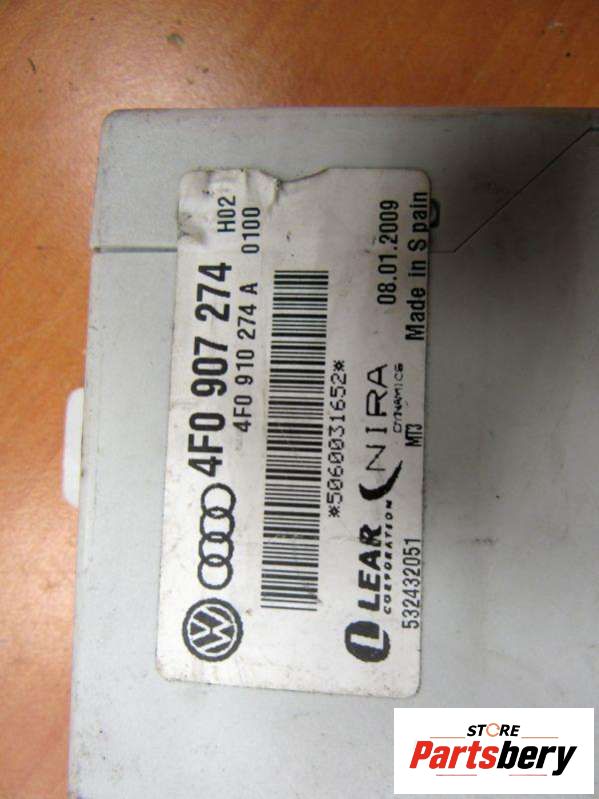 4F0 907 274 H02
4F0 910 274 A 0100
*50600031652*
LEAR
CORPORATION
NIRA
DYNAMICS
08.01.2009
532432051 MT3 Made in Spain
STORE
Partsbery